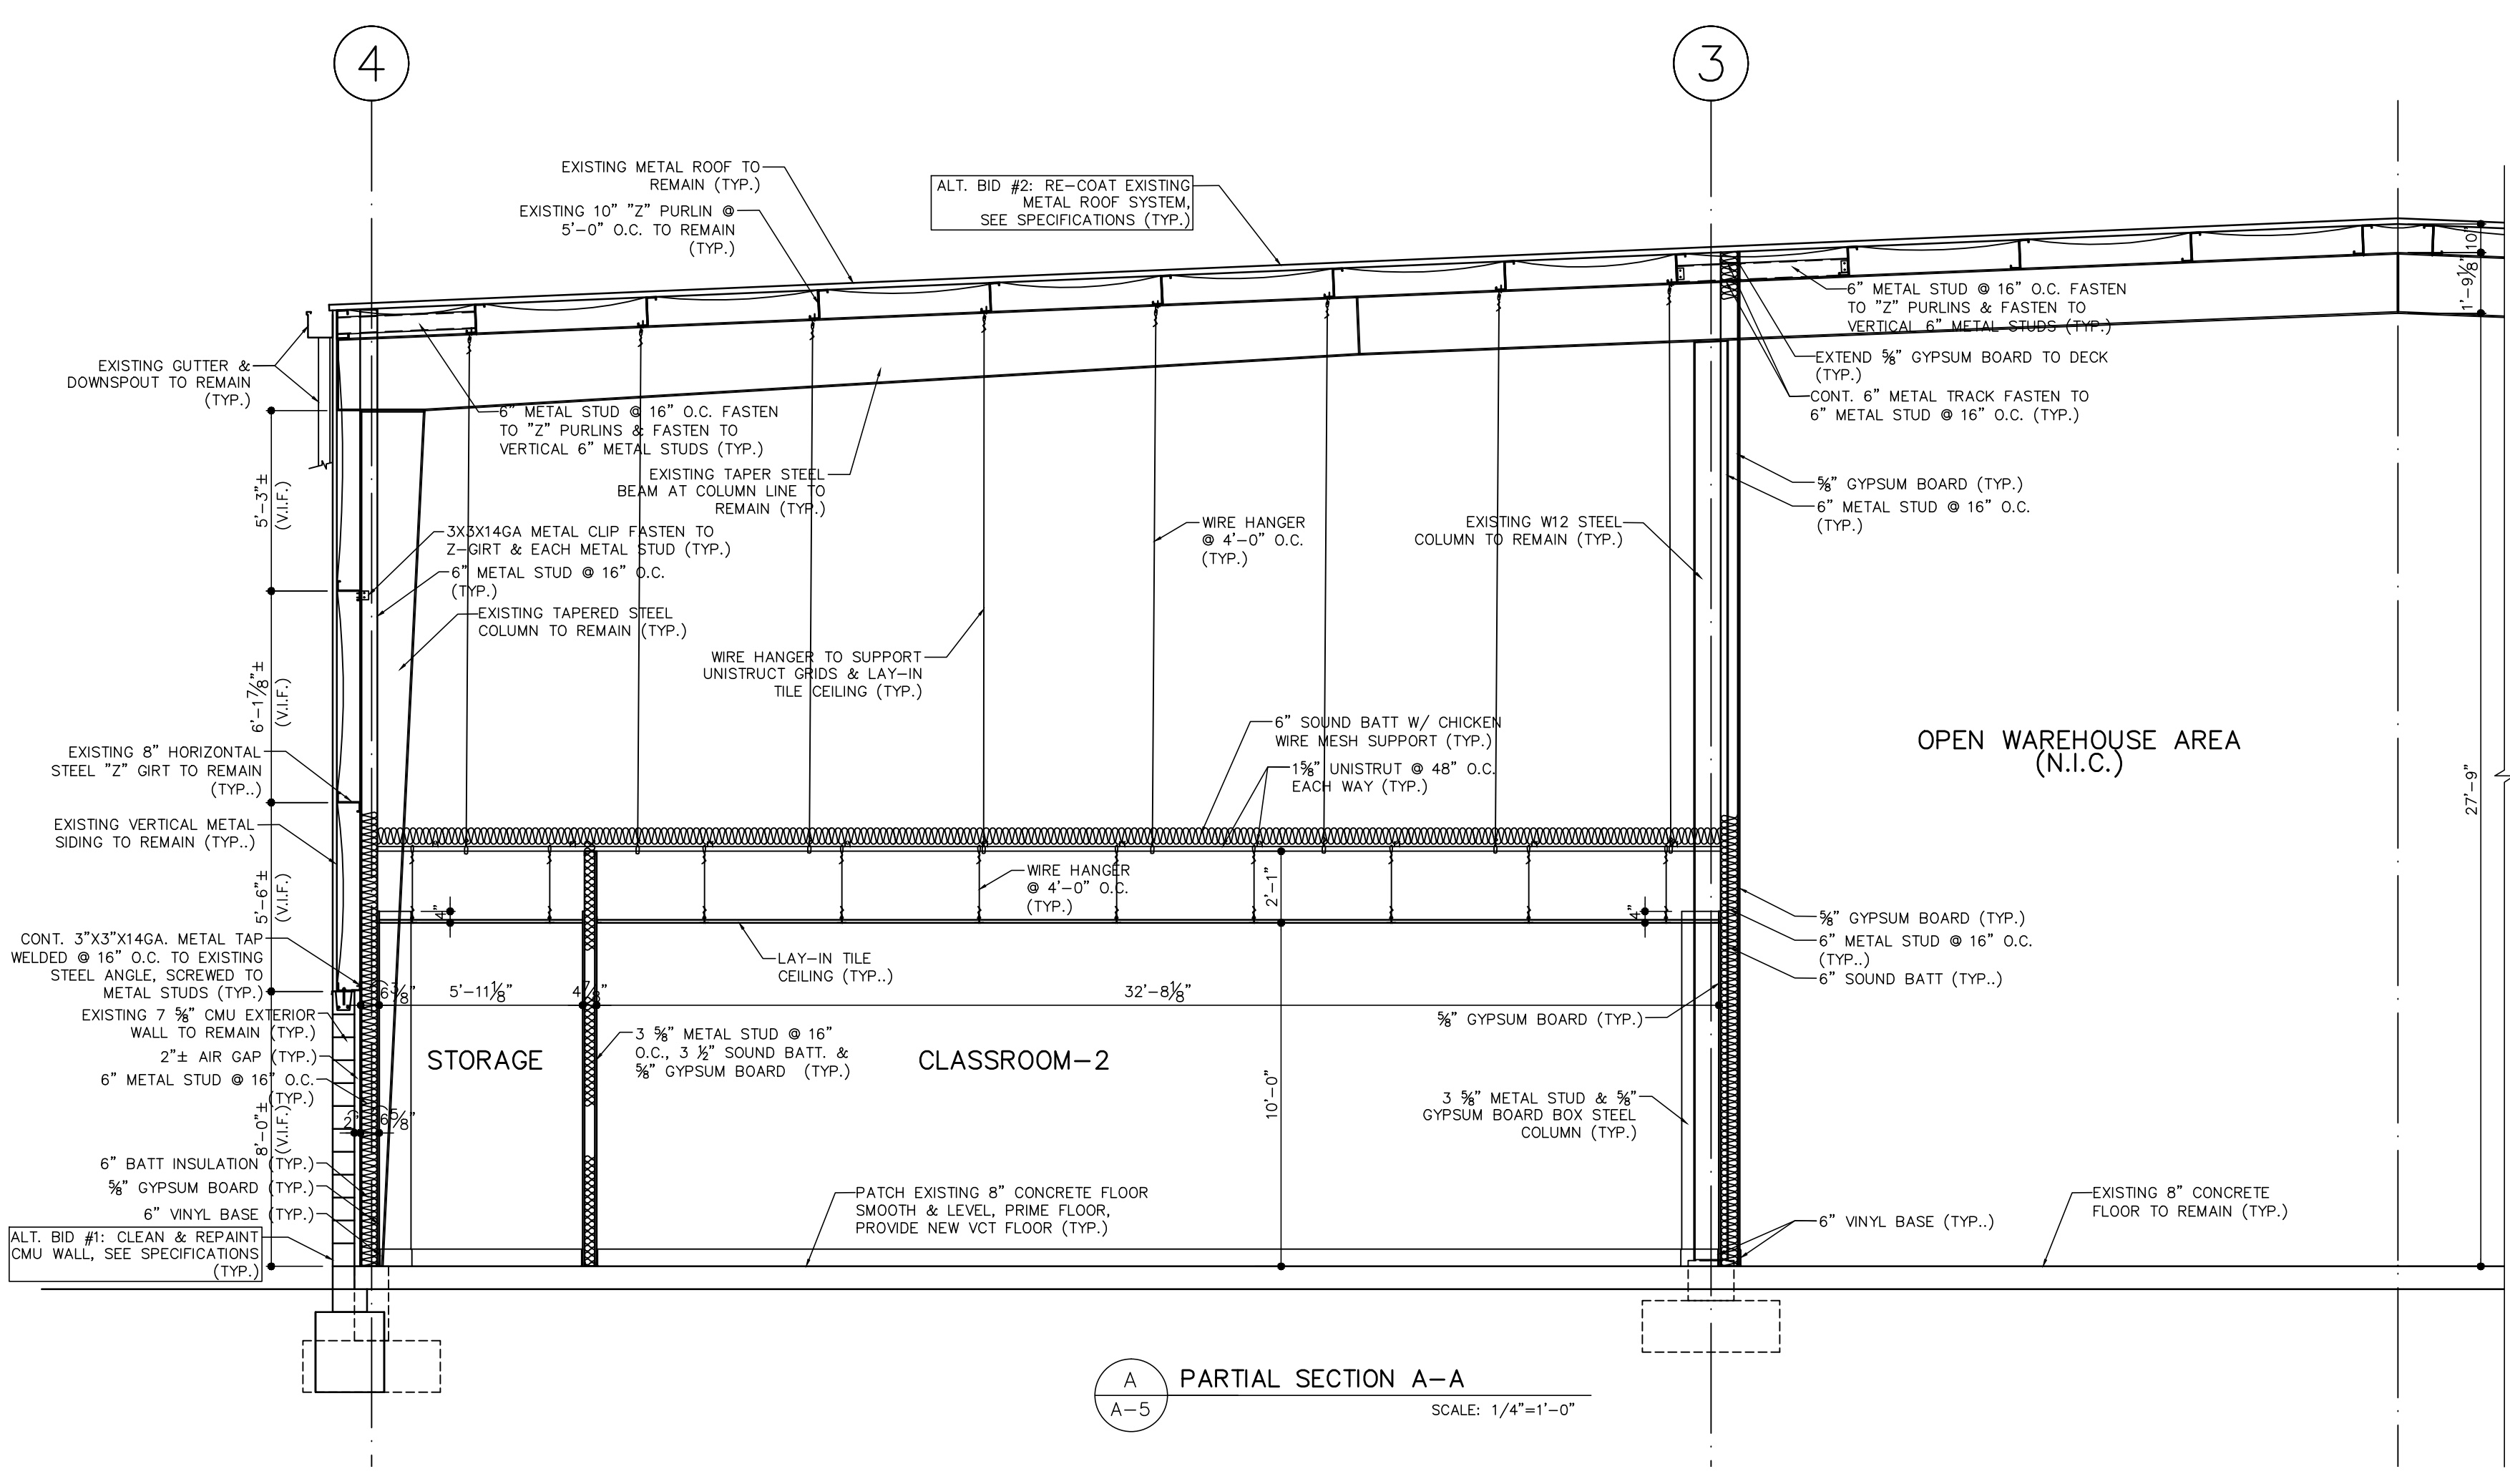 4
3
EXISTING METAL ROOF TO
REMAIN (TYP.)
EXISTING 10" "Z" PURLIN @
5'-0" O.C. TO REMAIN
(TYP.)
ALT. BID #2: RE-COAT EXISTING
METAL ROOF SYSTEM,
SEE SPECIFICATIONS (TYP.)
10"
1'-9⅛"
6" METAL STUD @ 16" O.C. FASTEN
TO "Z" PURLINS & FASTEN TO
VERTICAL 6" METAL STUDS (TYP.)
EXTEND ⅝" GYPSUM BOARD TO DECK
(TYP.)
CONT. 6" METAL TRACK FASTEN TO
6" METAL STUD @ 16" O.C. (TYP.)
EXISTING GUTTER &
DOWNSPOUT TO REMAIN
(TYP.)
6" METAL STUD @ 16" O.C. FASTEN
TO "Z" PURLINS & FASTEN TO
VERTICAL 6" METAL STUDS (TYP.)
EXISTING TAPER STEEL
BEAM AT COLUMN LINE TO
REMAIN (TYP.)
⅝" GYPSUM BOARD (TYP.)
6" METAL STUD @ 16" O.C.
(TYP.)
5'-3"±
(V.I.F.)
3X3X14GA METAL CLIP FASTEN TO
Z-GIRT & EACH METAL STUD (TYP.)
6" METAL STUD @ 16" O.C.
(TYP.)
EXISTING TAPERED STEEL
COLUMN TO REMAIN (TYP.)
WIRE HANGER
@ 4'-0" O.C.
(TYP.)
EXISTING W12 STEEL
COLUMN TO REMAIN (TYP.)
WIRE HANGER TO SUPPORT
UNISTRUCT GRIDS & LAY-IN
TILE CEILING (TYP.)
6'-1⅞"±
(V.I.F.)
6" SOUND BATT W/ CHICKEN
WIRE MESH SUPPORT (TYP.)
1⅝" UNISTRUT @ 48" O.C.
EACH WAY (TYP.)
OPEN WAREHOUSE AREA
(N.I.C.)
27'-9"
EXISTING 8" HORIZONTAL
STEEL "Z" GIRT TO REMAIN
(TYP..)
EXISTING VERTICAL METAL
SIDING TO REMAIN (TYP..)
5'-6"±
(V.I.F.)
4"
WIRE HANGER
@ 4'-0" O.C.
(TYP.)
2'-1"
4"
⅝" GYPSUM BOARD (TYP.)
6" METAL STUD @ 16" O.C.
(TYP..)
6" SOUND BATT (TYP..)
CONT. 3"X3"X14GA. METAL TAP
WELDED @ 16" O.C. TO EXISTING
STEEL ANGLE, SCREWED TO
METAL STUDS (TYP.)
LAY-IN TILE
CEILING (TYP..)
6⅜"
5'-11⅛"
4⅞"
32'-8⅛"
EXISTING 7 ⅝" CMU EXTERIOR
WALL TO REMAIN (TYP.)
2"± AIR GAP (TYP.)
6" METAL STUD @ 16" O.C.
(TYP.)
STORAGE
3 ⅝" METAL STUD @ 16"
O.C., 3 ½" SOUND BATT. &
⅝" GYPSUM BOARD (TYP.)
CLASSROOM-2
⅝" GYPSUM BOARD (TYP.)
8'-0"±
(V.I.F.)
2"
6⅝"
10'-0"
3 ⅝" METAL STUD & ⅝"
GYPSUM BOARD BOX STEEL
COLUMN (TYP.)
6" BATT INSULATION (TYP.)
⅝" GYPSUM BOARD (TYP.)
6" VINYL BASE (TYP.)
ALT. BID #1: CLEAN & REPAINT
CMU WALL, SEE SPECIFICATIONS
(TYP.)
PATCH EXISTING 8" CONCRETE FLOOR
SMOOTH & LEVEL, PRIME FLOOR,
PROVIDE NEW VCT FLOOR (TYP.)
6" VINYL BASE (TYP..)
EXISTING 8" CONCRETE
FLOOR TO REMAIN (TYP.)
A
A-5
PARTIAL SECTION A-A
SCALE: 1/4"=1'-0"